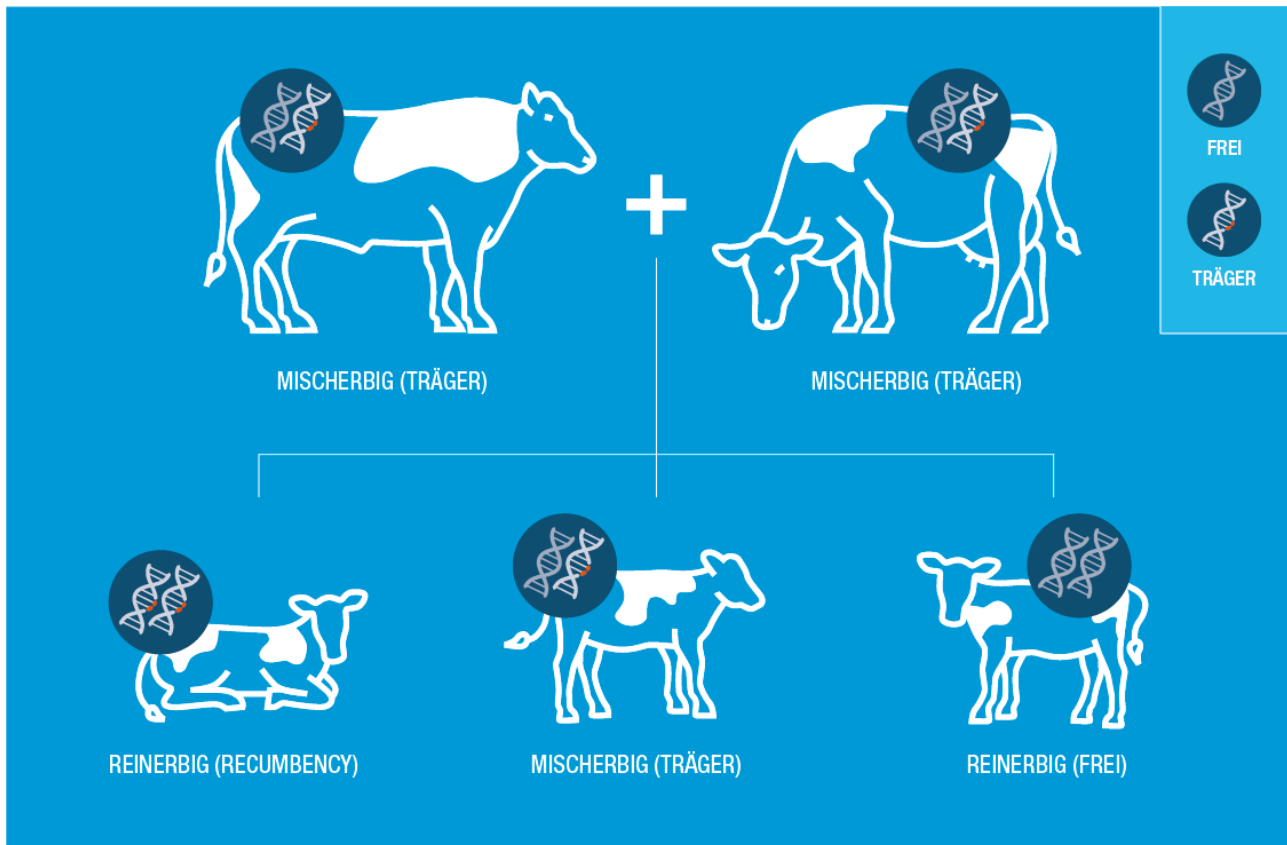 FREI
TRÄGER
MISCHERBIG (TRÄGER)
MISCHERBIG (TRÄGER)
REINERBIG (RECUMBENCY)
MISCHERBIG (TRÄGER)
REINERBIG (FREI)